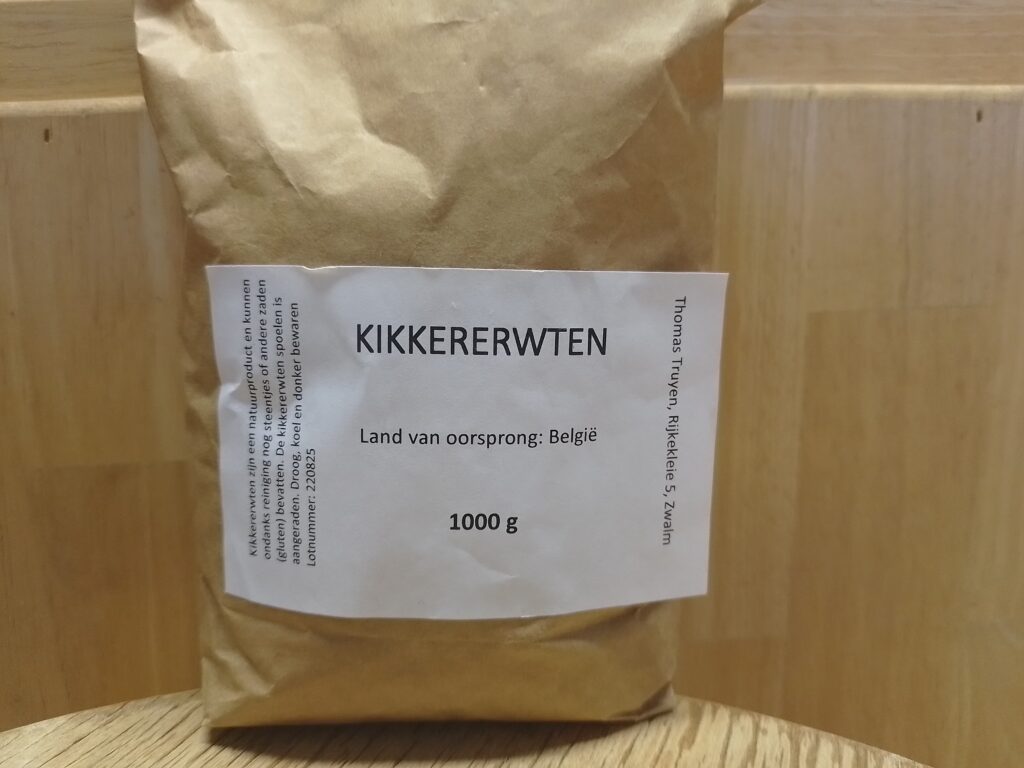 KIKKERERWTEN
Land van oorsprong: België
1000 g
Kikkererwten zijn een natuurproduct en kunnen
ondanks reiniging nog steentjes of andere zaden
(gluten) bevatten. De kikkererwten spoelen is
aangeraden. Droog, koel en donker bewaren
Lotnummer: 220825
Thomas Truyen, Rijkekleie 5, Zwalm